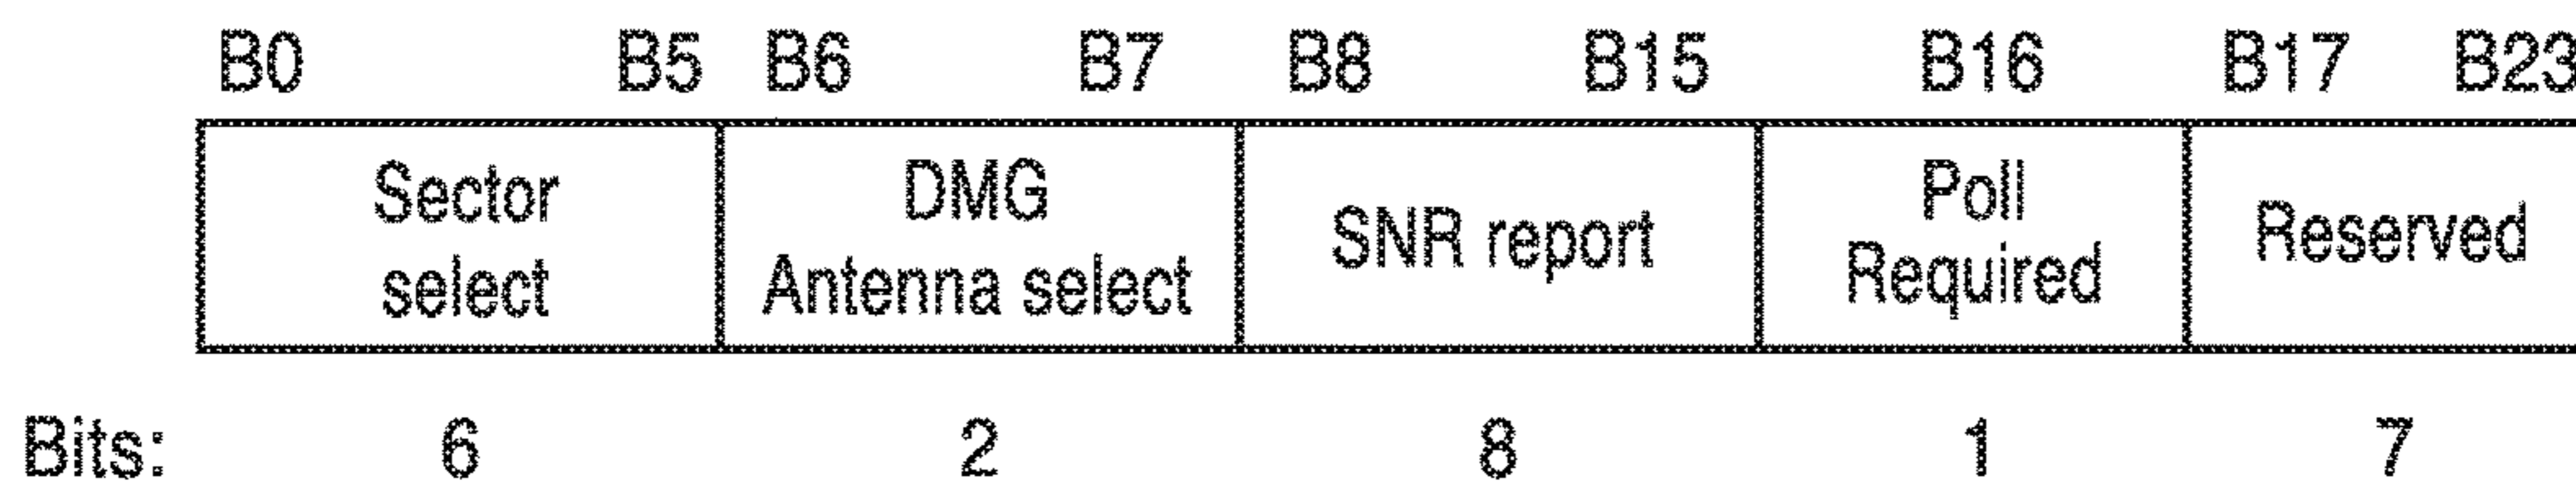 B0 B5 B6 B7 B8 B15 B16 B17 B23
Sector select DMG Antenna select SNR report Poll Required Reserved
Bits: 6 2 8 1 7